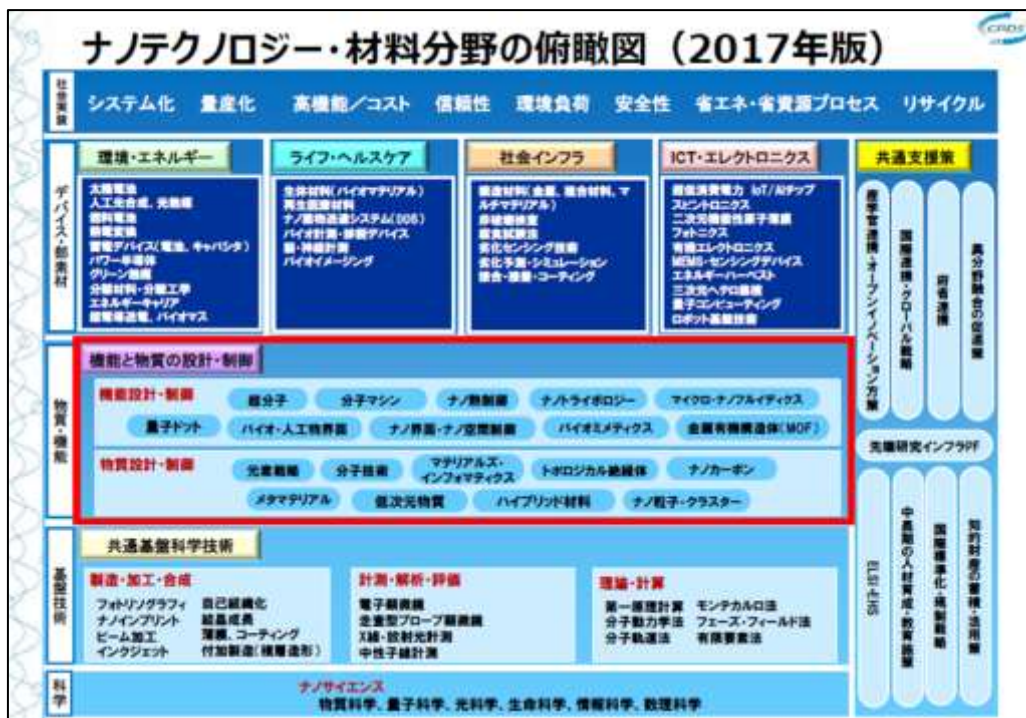 ナノテクノロジー・材料分野の俯瞰図（2017年版）
CRDS
社会実装
システム化 量産化 高機能／コスト 信頼性 環境負荷 安全性 省エネ・省資源プロセス リサイクル
デバイス・部素材
環境・エネルギー
太陽電池
人工光合成、光触媒
燃料電池
熱電変換
蓄電デバイス（電池、キャパシタ）
パワー半導体
グリーン触媒
分離材料・分離工学
エネルギーキャリア
超電導送電、バイオマス
ライフ・ヘルスケア
生体材料（バイオマテリアル）
再生医療材料
ナノ薬物送達システム（DDS）
バイオ計測・診断デバイス
脳・神経計測
バイオイメージング
社会インフラ
構造材料（金属、複合材料、マ
ルチマテリアル）
非破壊検査
腐食試験法
劣化センシング技術
劣化予測・シミュレーション
接合・接着・コーティング
ICT・エレクトロニクス
超低消費電力 IoT/AIチップ
スピントロニクス
二次元機能性原子薄膜
フォトニクス
有機エレクトロニクス
MEMS・センシングデバイス
エネルギーハーベスト
三次元ヘテロ集積
量子コンピューティング
ロボット基盤技術
共通支援策
産学官連携・オープンイノベーション方策
国際連携・グローバル戦略
府省連携
異分野融合の促進策
先端研究インフラPF
ELSI・EHS
中長期の人材育成・教育施策
国際標準化・規制戦略
知的財産の蓄積・活用策
物質・機能
機能と物質の設計・制御
機能設計・制御
超分子 分子マシン ナノ熱制御 ナノトライボロジー マイクロ・ナノフルイディクス
量子ドット バイオ・人工物界面 ナノ界面・ナノ空間制御 バイオミメティクス 金属有機構造体（MOF）
物質設計・制御
元素戦略 分子技術 マテリアルズ・
インフォマティクス トポロジカル絶縁体 ナノカーボン
メタマテリアル 低次元物質 ハイブリッド材料 ナノ粒子・クラスター
基盤技術
共通基盤科学技術
製造・加工・合成
フォトリソグラフィ 自己組織化
ナノインプリント 結晶成長
ビーム加工 薄膜、コーティング
インクジェット 付加製造（積層造形）
計測・解析・評価
電子顕微鏡
走査型プローブ顕微鏡
X線・放射光計測
中性子線計測
理論・計算
第一原理計算 モンテカルロ法
分子動力学法 フェーズ・フィールド法
分子軌道法 有限要素法
科学
ナノサイエンス
物質科学、量子科学、光科学、生命科学、情報科学、数理科学